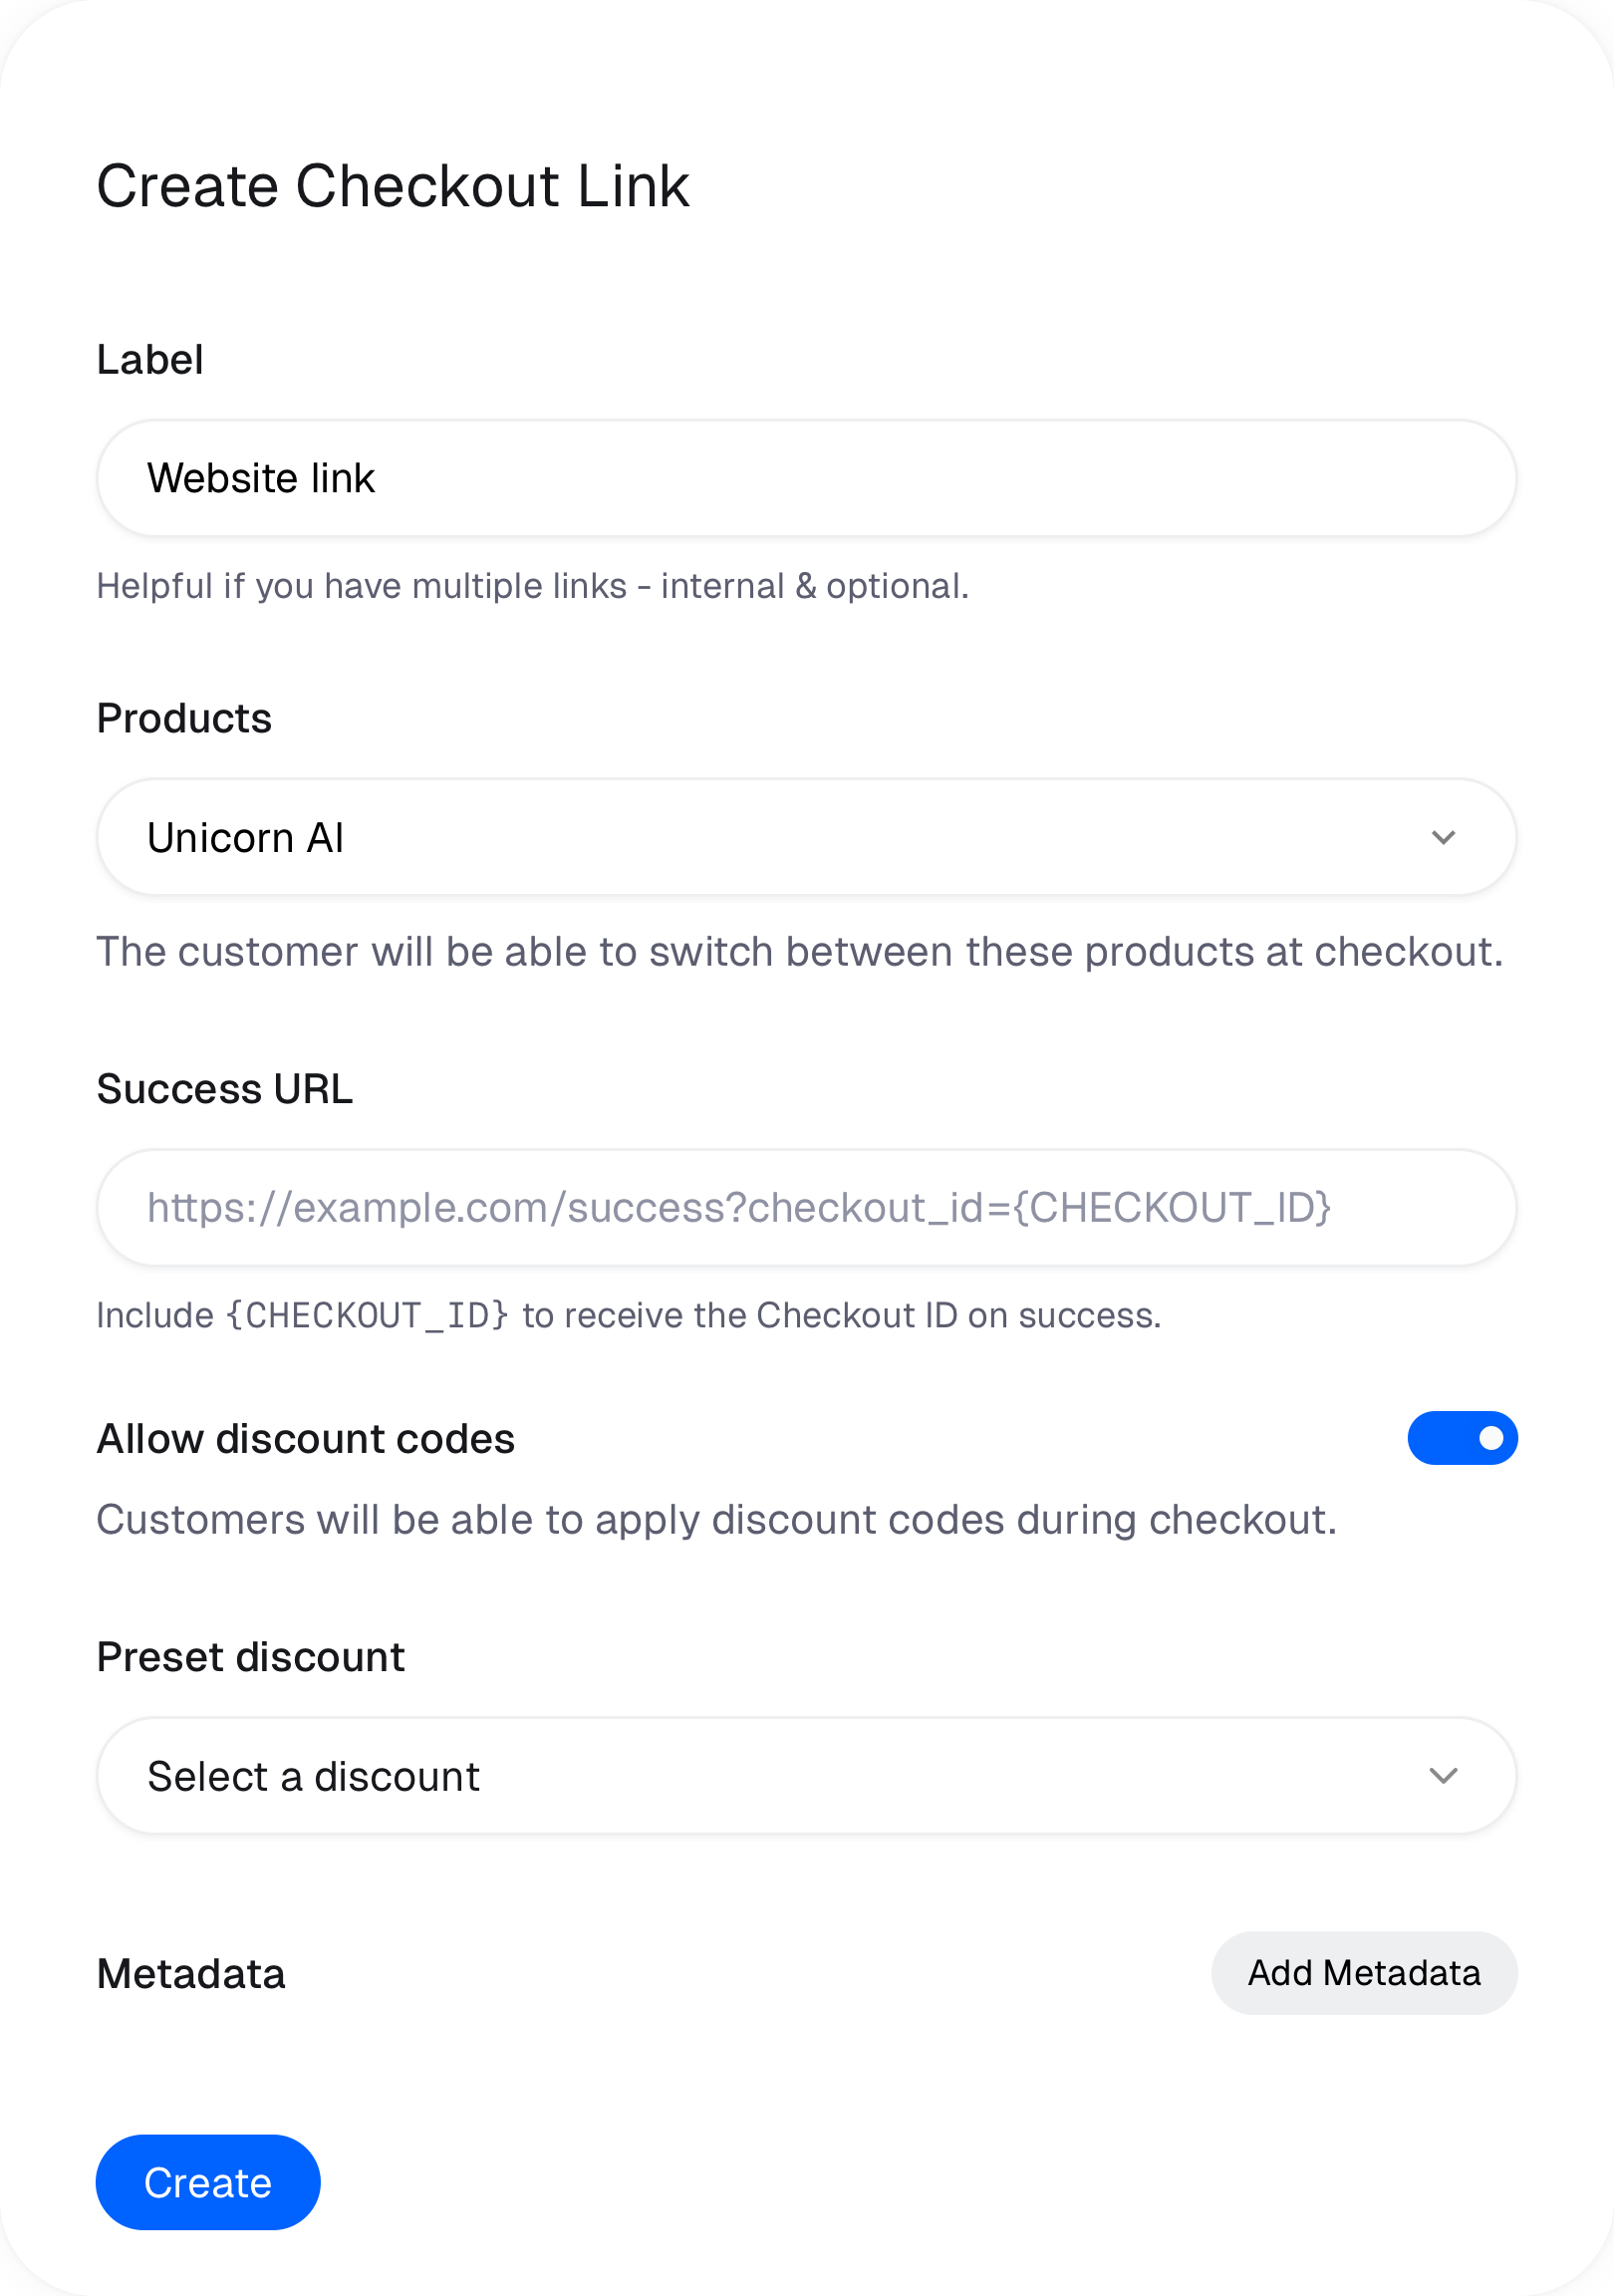 Create Checkout Link
Label
Website link
Helpful if you have multiple links - internal & optional.
Products
Unicorn AI
The customer will be able to switch between these products at checkout.
Success URL
https://example.com/success?checkout_id={CHECKOUT_ID}
Include {CHECKOUT_ID} to receive the Checkout ID on success.
Allow discount codes
Customers will be able to apply discount codes during checkout.
Preset discount
Select a discount
Metadata
Add Metadata
Create